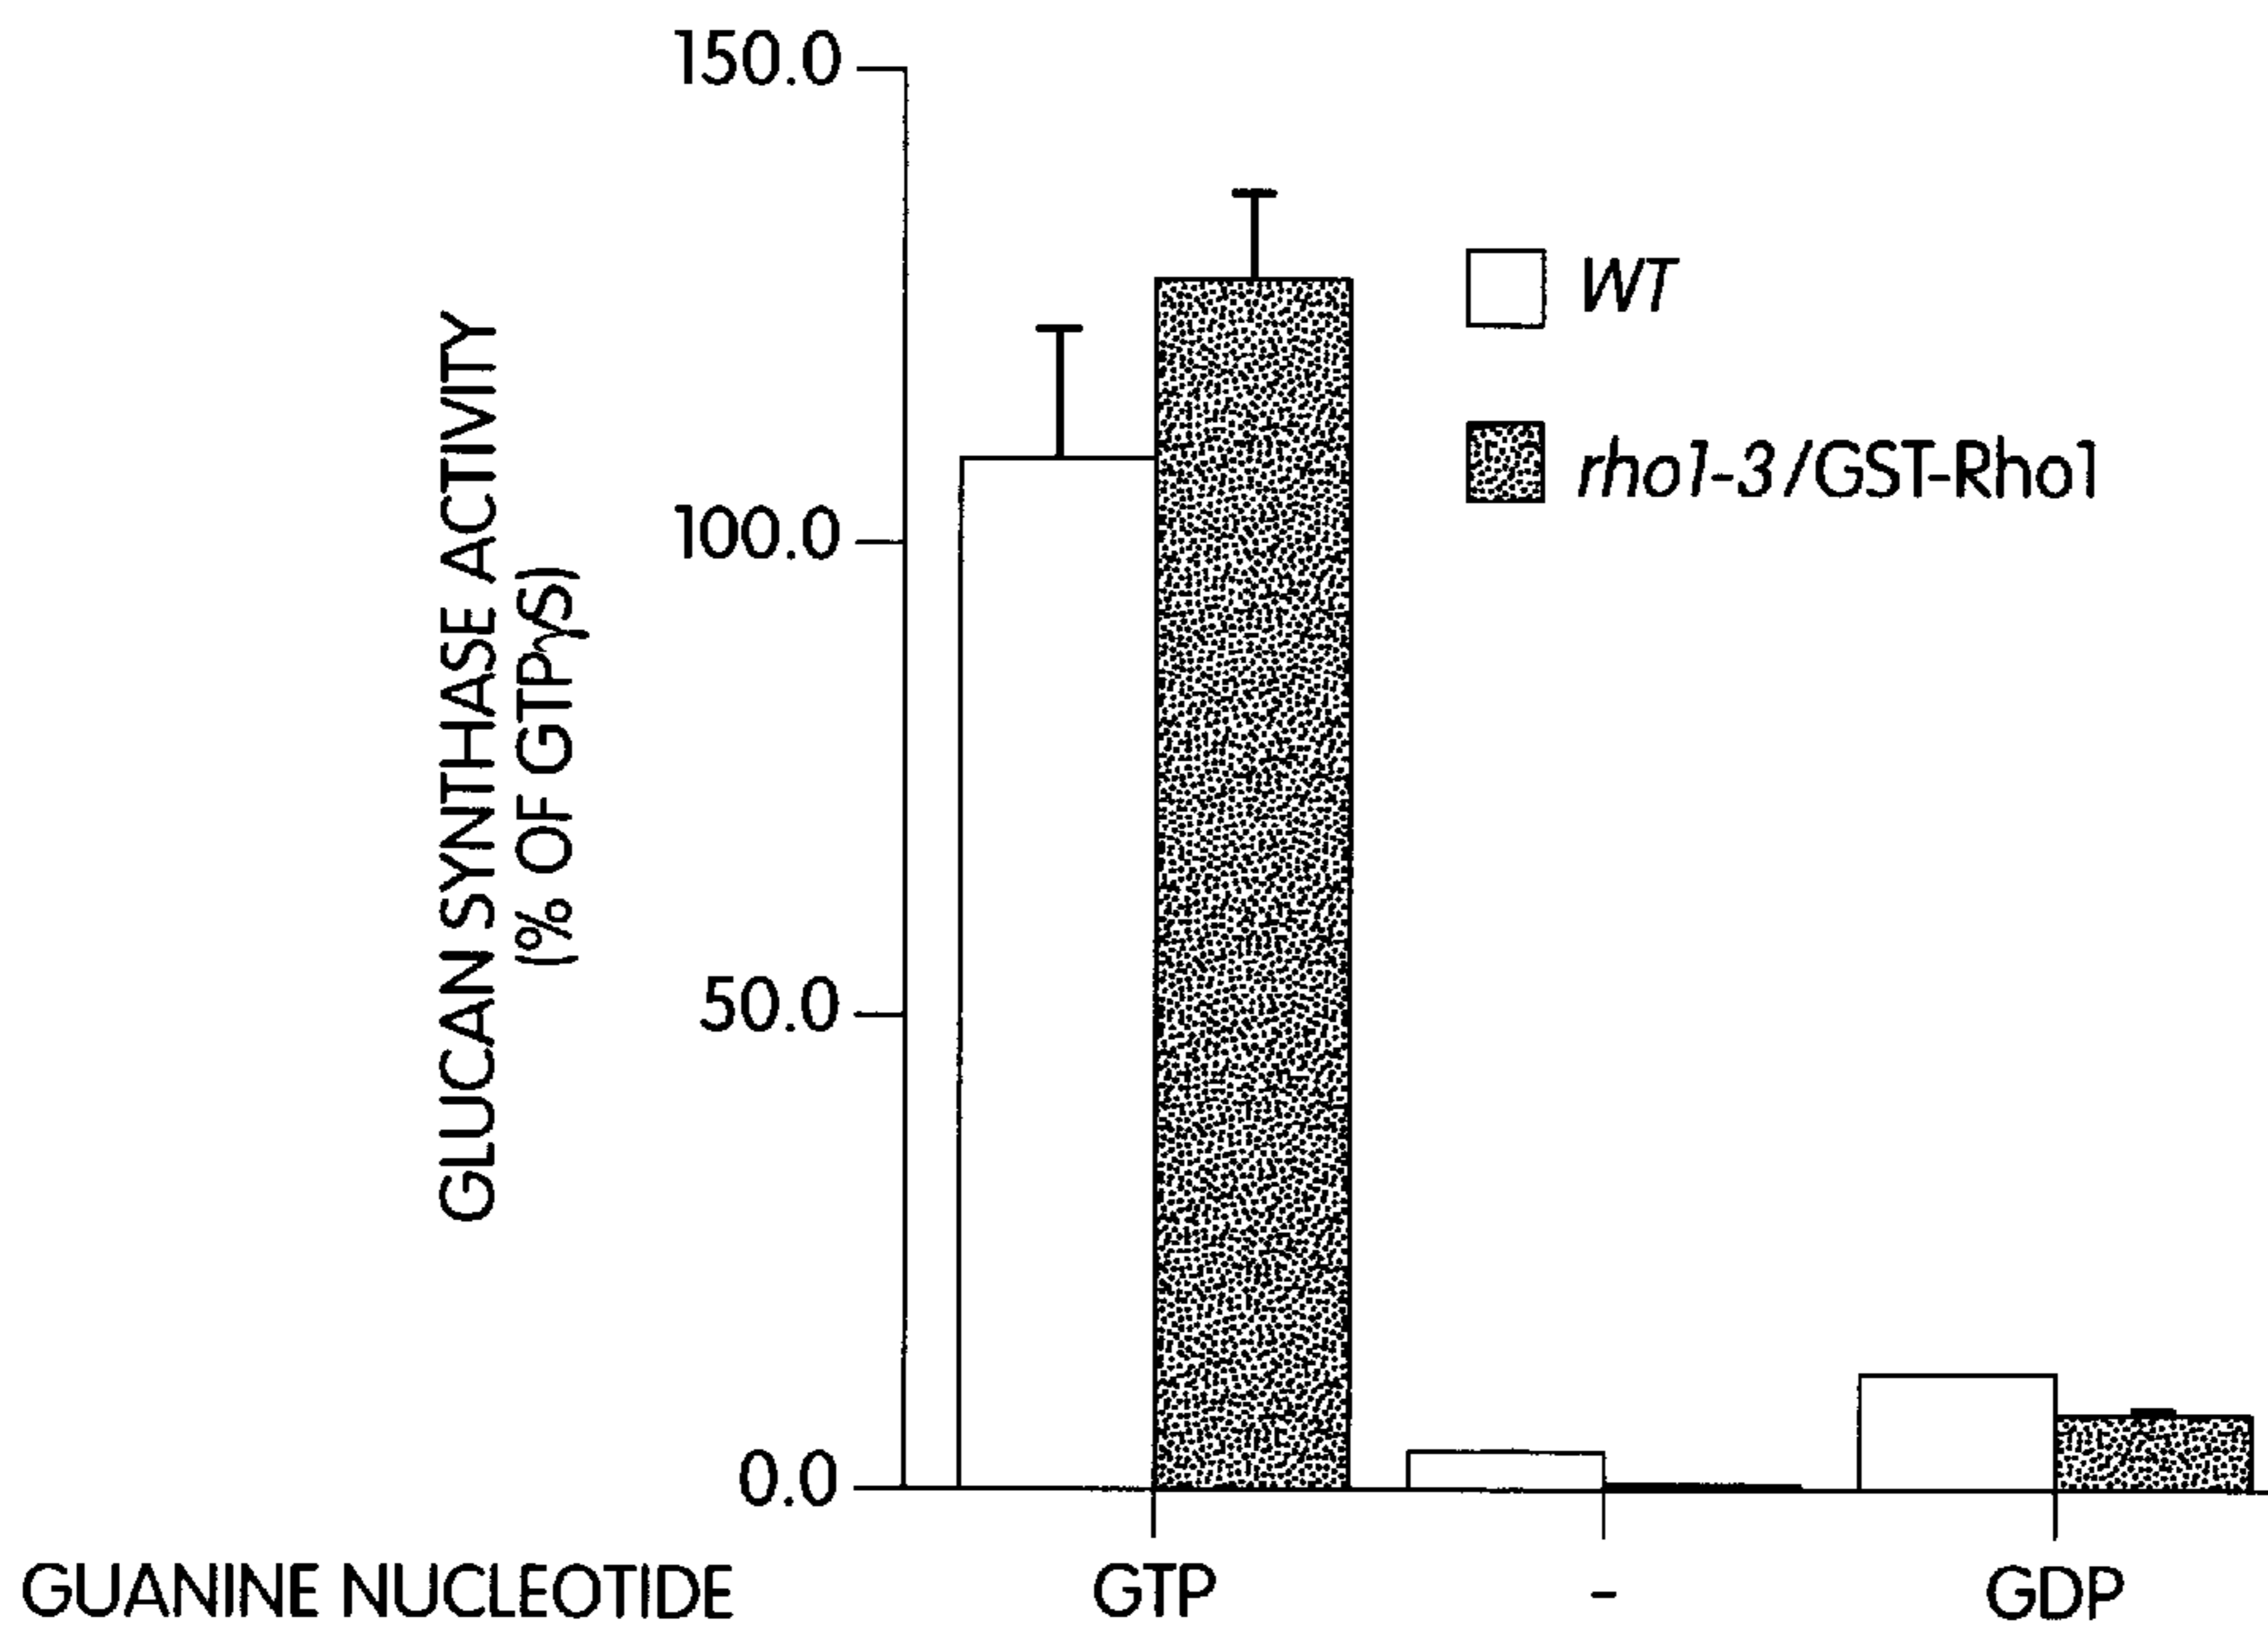 150.0
100.0
50.0
0.0
GLUCAN SYNTHASE ACTIVITY
(% OF GTPγS)
WT
rho1-3/GST-Rho1
GUANINE NUCLEOTIDE GTP - GDP